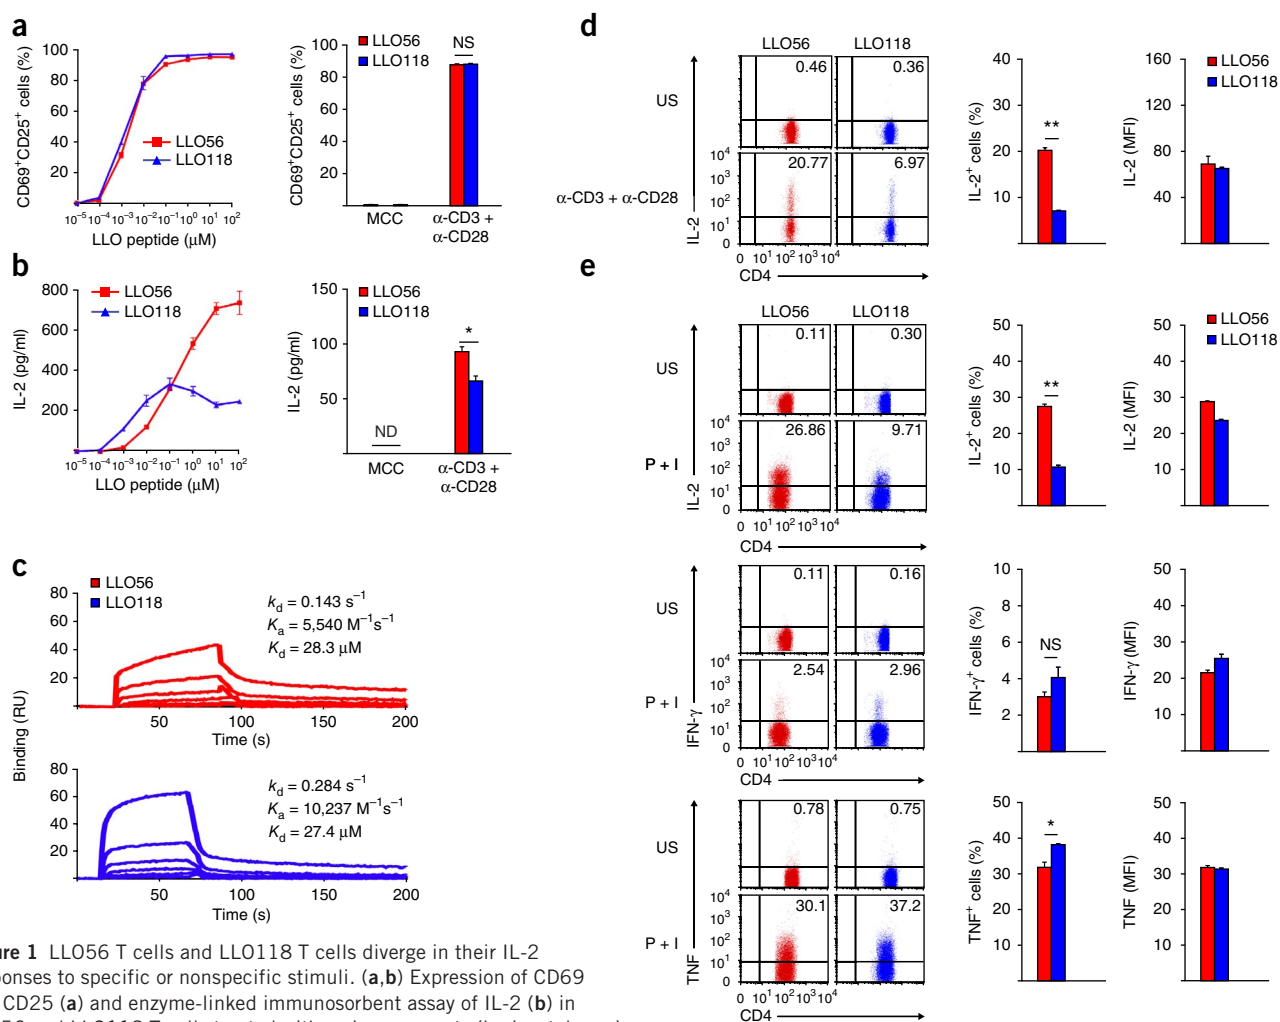 a
CD69+CD25+ cells (%)
100
80
60
40
20
LLO56
LLO118
10−5 10−4 10−3 10−2 10−1 100 101 102
LLO peptide (μM)
CD69+CD25+ cells (%)
100
80
60
40
20
LLO56
LLO118
NS
MCC
α-CD3 +
α-CD28
b
IL-2 (pg/ml)
800
600
400
200
LLO56
LLO118
10−5 10−4 10−3 10−2 10−1 100 101 102
LLO peptide (μM)
IL-2 (pg/ml)
150
100
50
LLO56
LLO118
*
ND
MCC
α-CD3 +
α-CD28
c
LLO56
LLO118
Binding (RU)
80
60
40
20
kd = 0.143 s−1
Ka = 5,540 M−1s−1
Kd = 28.3 μM
50 100 150 200
Time (s)
80
60
40
20
kd = 0.284 s−1
Ka = 10,237 M−1s−1
Kd = 27.4 μM
50 100 150 200
Time (s)
d
LLO56 LLO118
US
0.46 0.36
α-CD3 + α-CD28
20.77 6.97
104
103
102
101
0
IL-2
0 101 102 103 104
CD4
IL-2+ cells (%)
40
30
20
10
**
IL-2 (MFI)
160
120
80
40
LLO56
LLO118
e
LLO56 LLO118
US
0.11 0.30
P + I
26.86 9.71
104
103
102
101
0
IL-2
0 101 102 103 104
CD4
IL-2+ cells (%)
50
40
30
20
10
**
IL-2 (MFI)
50
40
30
20
10
LLO56
LLO118
US
0.11 0.16
P + I
2.54 2.96
104
103
102
101
0
IFN-γ
0 101 102 103 104
CD4
IFN-γ+ cells (%)
10
8
6
4
2
NS
IFN-γ (MFI)
50
40
30
20
10
US
0.78 0.75
P + I
30.1 37.2
104
103
102
101
0
TNF
0 101 102 103 104
CD4
TNF+ cells (%)
50
40
30
20
10
*
TNF (MFI)
50
40
30
20
10
ure 1 LLO56 T cells and LLO118 T cells diverge in their IL-2
ponses to specific or nonspecific stimuli. (a,b) Expression of CD69
CD25 (a) and enzyme-linked immunosorbent assay of IL-2 (b) in